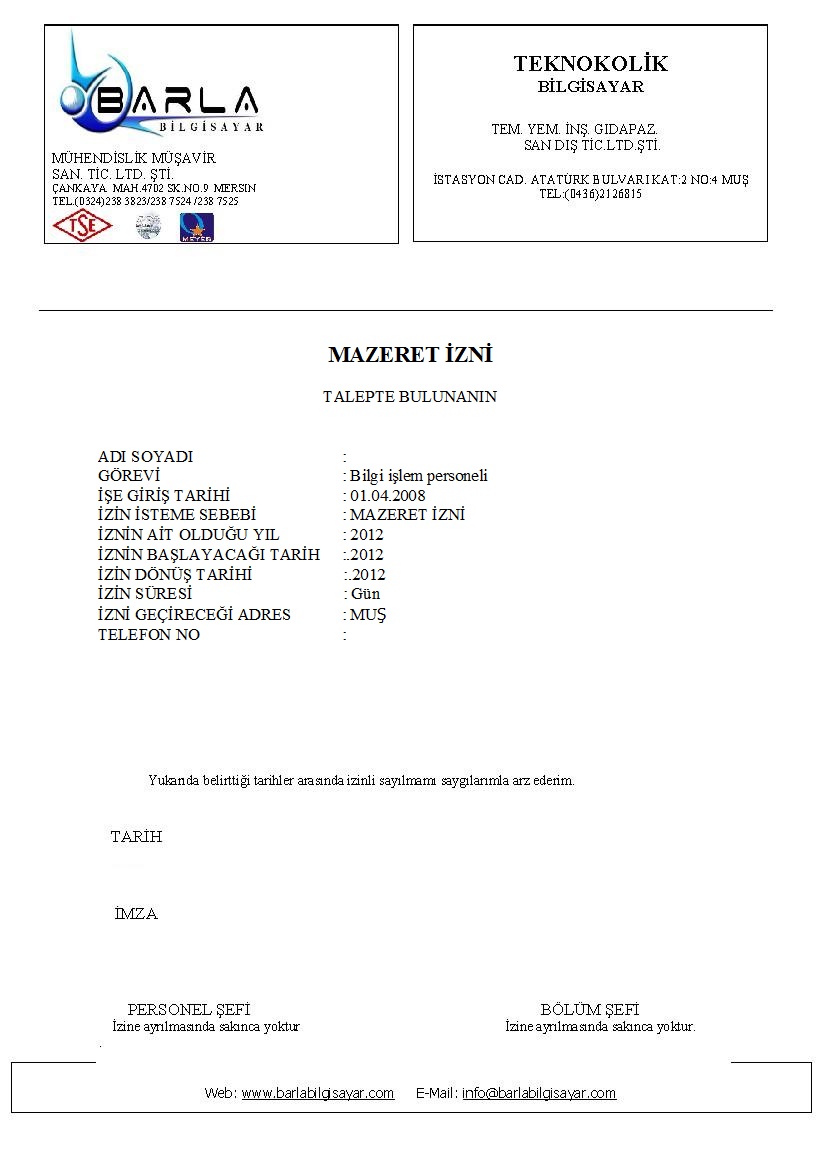 BARLA
BİLGİSAYAR
MÜHENDİSLİK MÜŞAVİR
SAN. TİC. LTD. ŞTİ.
ÇANKAYA MAH.4702 SK.NO.9 MERSIN
TEL.(0324)238 3823/238 7524 /238 7525
TSE
MEYER
TEKNOKOLİK
BİLGİSAYAR
TEM. YEM. İNŞ. GIDAPAZ.
SAN DIŞ TİC.LTD.ŞTİ.
İSTASYON CAD. ATATÜRK BULVARI KAT:2 NO:4 MUŞ
TEL:(0436)2126815
MAZERET İZNİ
TALEPTE BULUNANIN
ADI SOYADI :
GÖREVİ : Bilgi işlem personeli
İŞE GİRİŞ TARİHİ : 01.04.2008
İZİN İSTEME SEBEBİ : MAZERET İZNİ
İZNİN AİT OLDUĞU YIL : 2012
İZNİN BAŞLAYACAĞI TARİH :.2012
İZİN DÖNÜŞ TARİHİ :.2012
İZİN SÜRESİ : Gün
İZNİ GEÇİRECEĞİ ADRES : MUŞ
TELEFON NO :
Yukarıda belirttiği tarihler arasında izinli sayılmamı saygılarımla arz ederim.
TARİH
İMZA
PERSONEL ŞEFİ BÖLÜM ŞEFİ
İzine ayrılmasında sakınca yoktur İzine ayrılmasında sakınca yoktur.
.
Web: www.barlabilgisayar.com E-Mail: info@barlabilgisayar.com